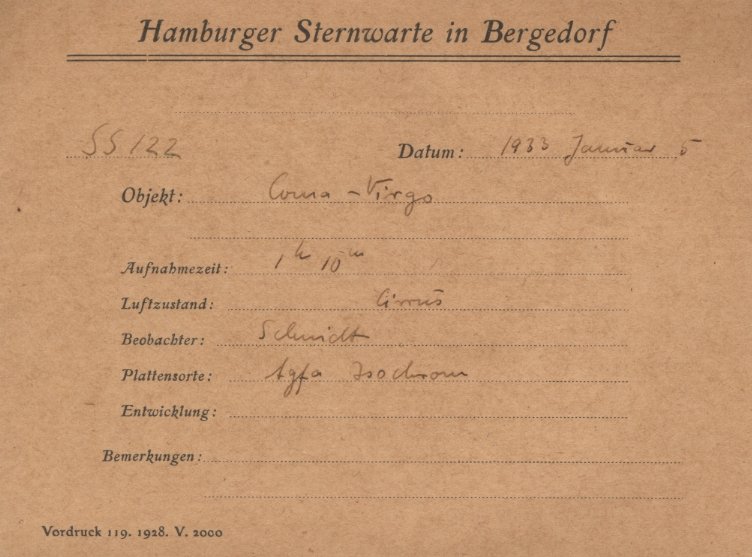 Hamburger Sternwarte in Bergedorf
SS 122 Datum: 1933 Januar 5
Objekt: Coma - Virgo
Aufnahmezeit: 1h 10m
Luftzustand: Cirrus
Beobachter: Schmidt
Plattensorte: Agfa Isochrom
Entwicklung:
Bemerkungen:
Vordruck 119. 1928. V. 2000